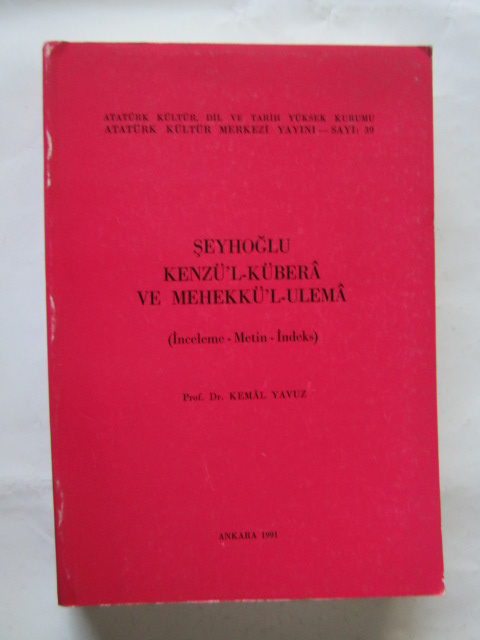 ATATÜRK KÜLTÜR, DİL VE TARİH YÜKSEK KURUMU
ATATÜRK KÜLTÜR MERKEZİ YAYINI — SAYI: 39
ŞEYHOĞLU
KENZÜ'L-KÜBERÂ
VE MEHEKKÜ'L-ULEMÂ
(İnceleme - Metin - İndeks)
Prof. Dr. KEMÂL YAVUZ
ANKARA 1991